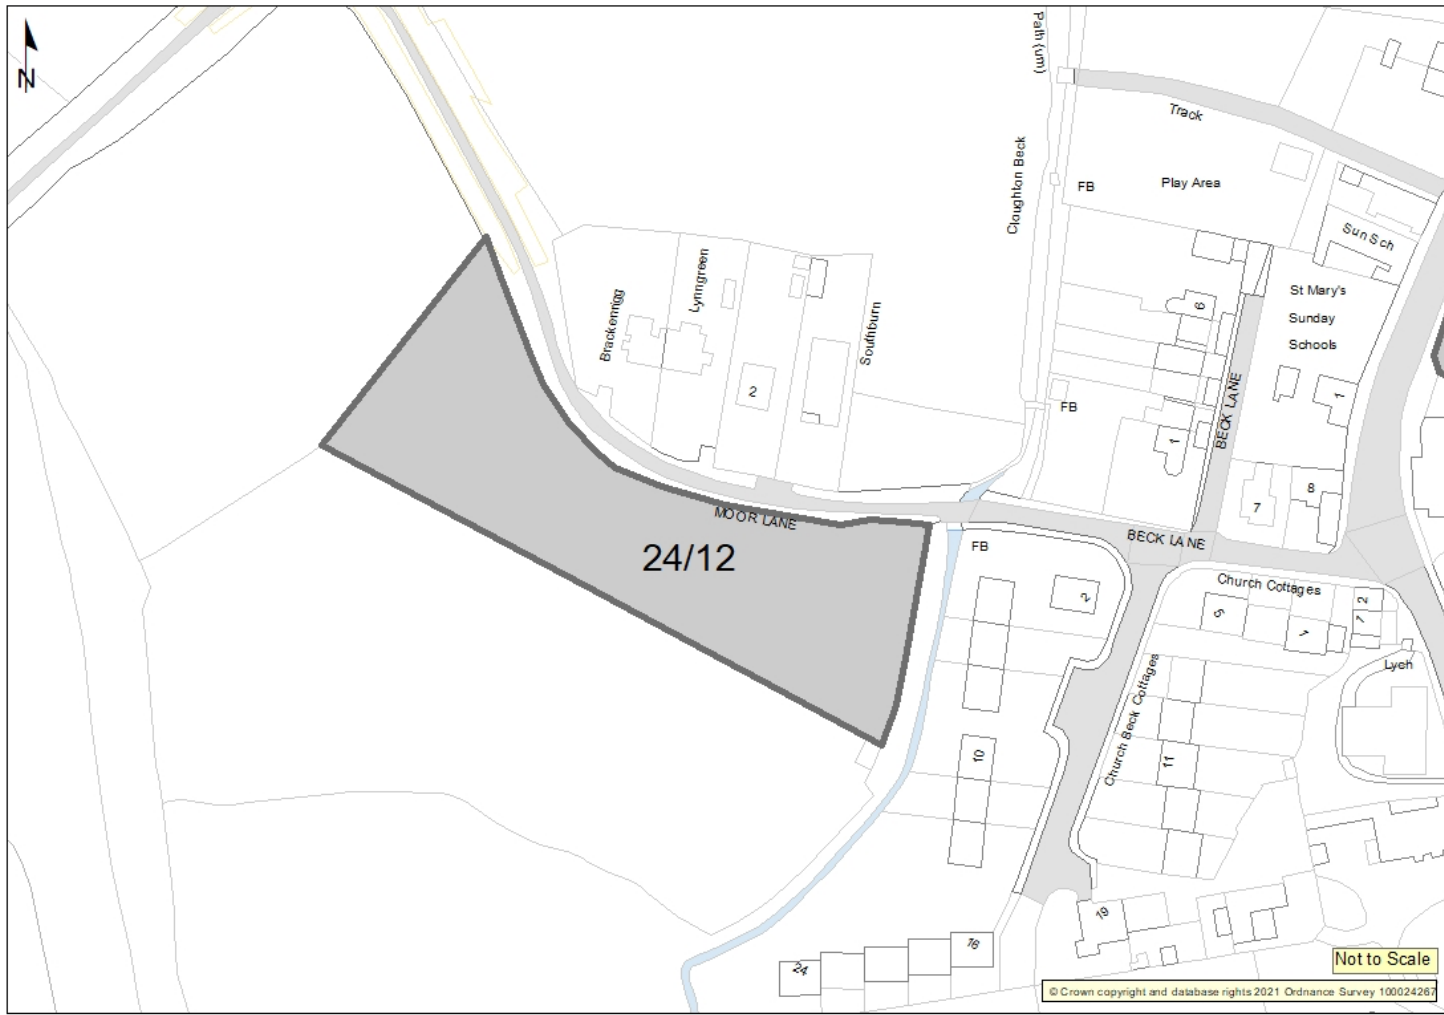 N
Path (um)
Track
Cloughton Beck
FB
Play Area
Sun Sch
St Mary's
Sunday
Schools
Brackenrigg
Lynngreen
Southburn
2
6
FB
1
BECK LANE
1
7
8
MOOR LANE
24/12
FB
BECK LANE
2
Church Cottages
5
1
2
1
Lych
Church Beck Cottages
10
11
19
16
24
Not to Scale
© Crown copyright and database rights 2021 Ordnance Survey 100024267